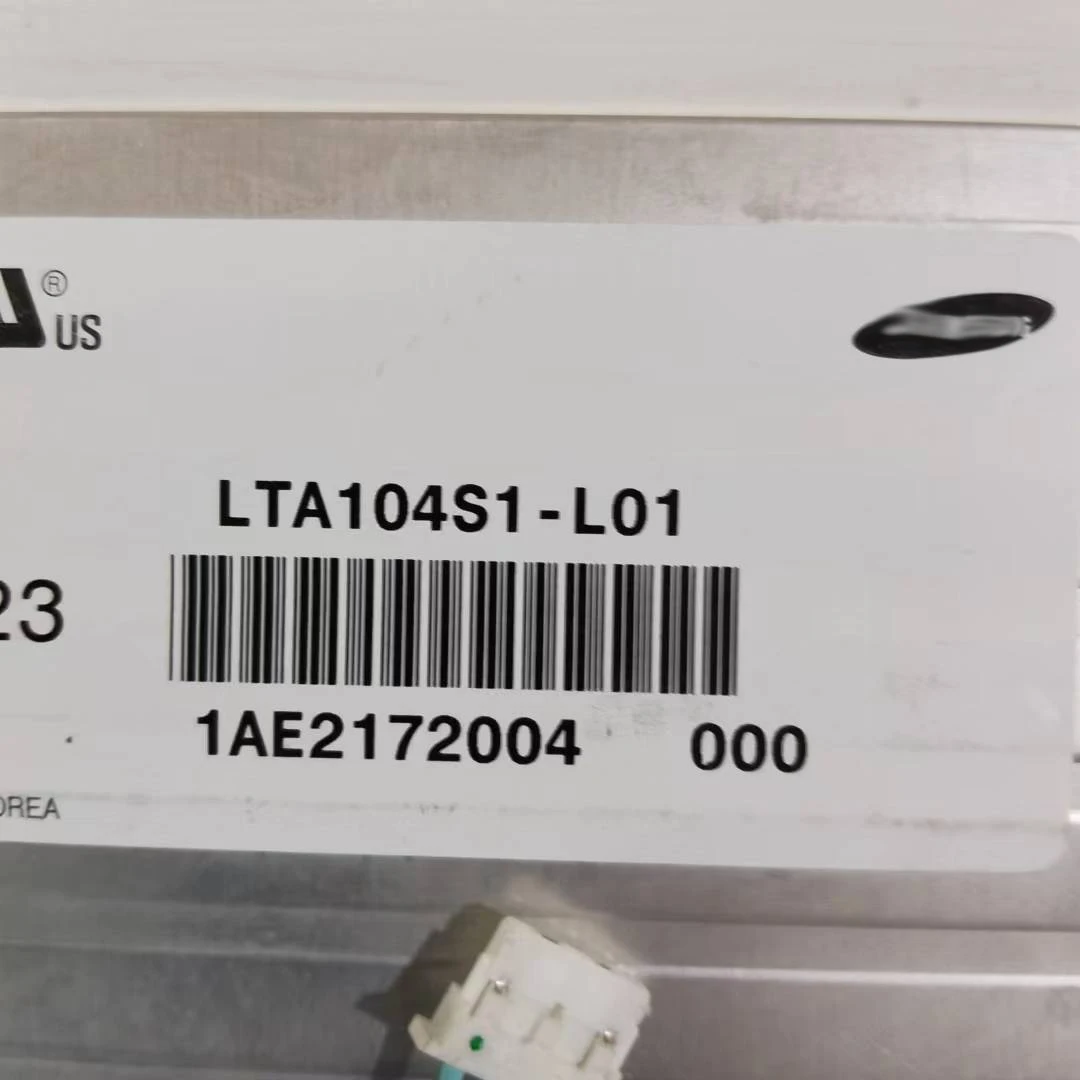 ® US
LTA104S1-L01
23
1AE2172004 000
OREA